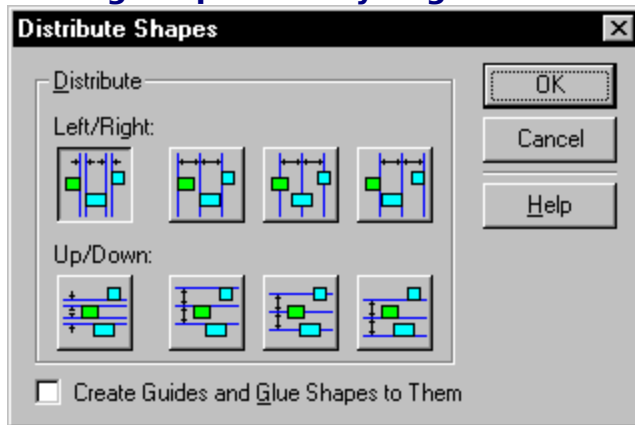 Distribute Shapes
Distribute
OK
Left/Right:
Cancel
Help
Up/Down:
Create Guides and Glue Shapes to Them